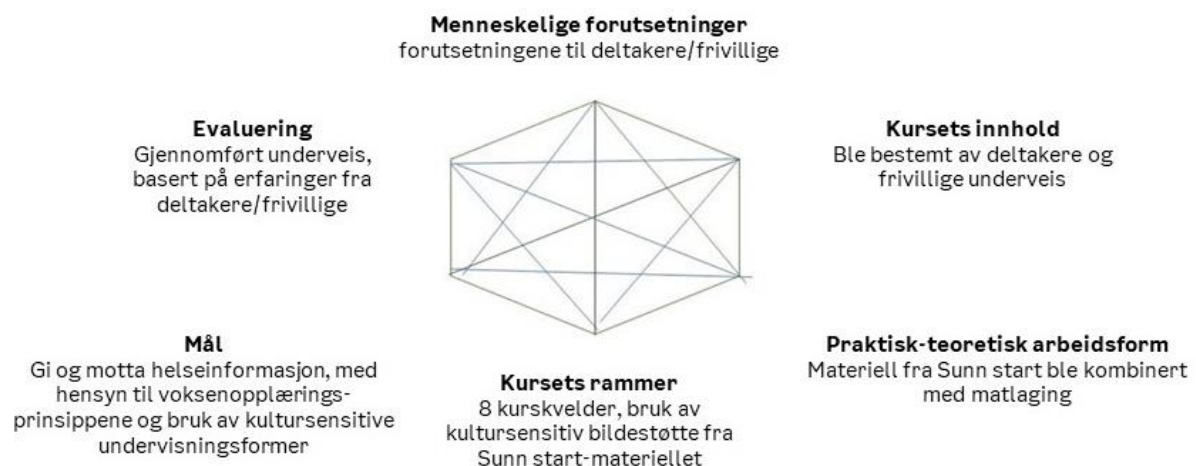 Menneskelige forutsetninger
forutsetningene til deltakere/frivillige
Evaluering
Gjennomført underveis,
basert på erfaringer fra
deltakere/frivillige
Kursets innhold
Ble bestemt av deltakere og
frivillige underveis
Mål
Gi og motta helseinformasjon, med
hensyn til voksenopplærings-
prinsippene og bruk av kultursensitive
undervisningsformer
Kursets rammer
8 kurskvelder, bruk av
kultursensitiv bildestøtte fra
Sunn start-materiellet
Praktisk-teoretisk arbeidsform
Materiell fra Sunn start ble kombinert
med matlaging